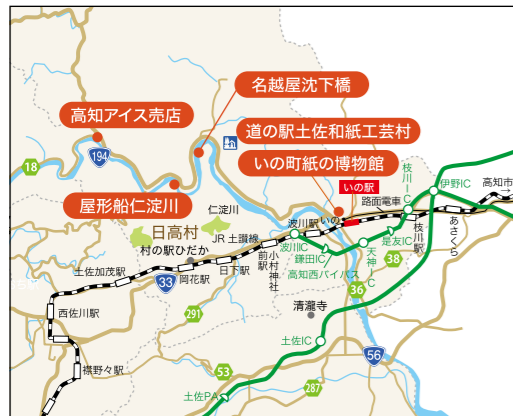 名越屋沈下橋
高知アイス売店
道の駅土佐和紙工芸村
いの町紙の博物館
屋形船仁淀川
194
18
いの駅
枝川IC
伊野IC
高知市
路面電車
仁淀川
日高村
村の駅ひだか
JR 土讃線
波川駅
いの
枝川駅
あさくら
小村神社前駅
波川IC
鎌田IC
天神IC
是友IC
高知西バイパス
38
土佐加茂駅
岡花駅
日下駅
33
36
西佐川駅
291
清瀧寺
土佐IC
56
襟野々駅
53
287
土佐PA